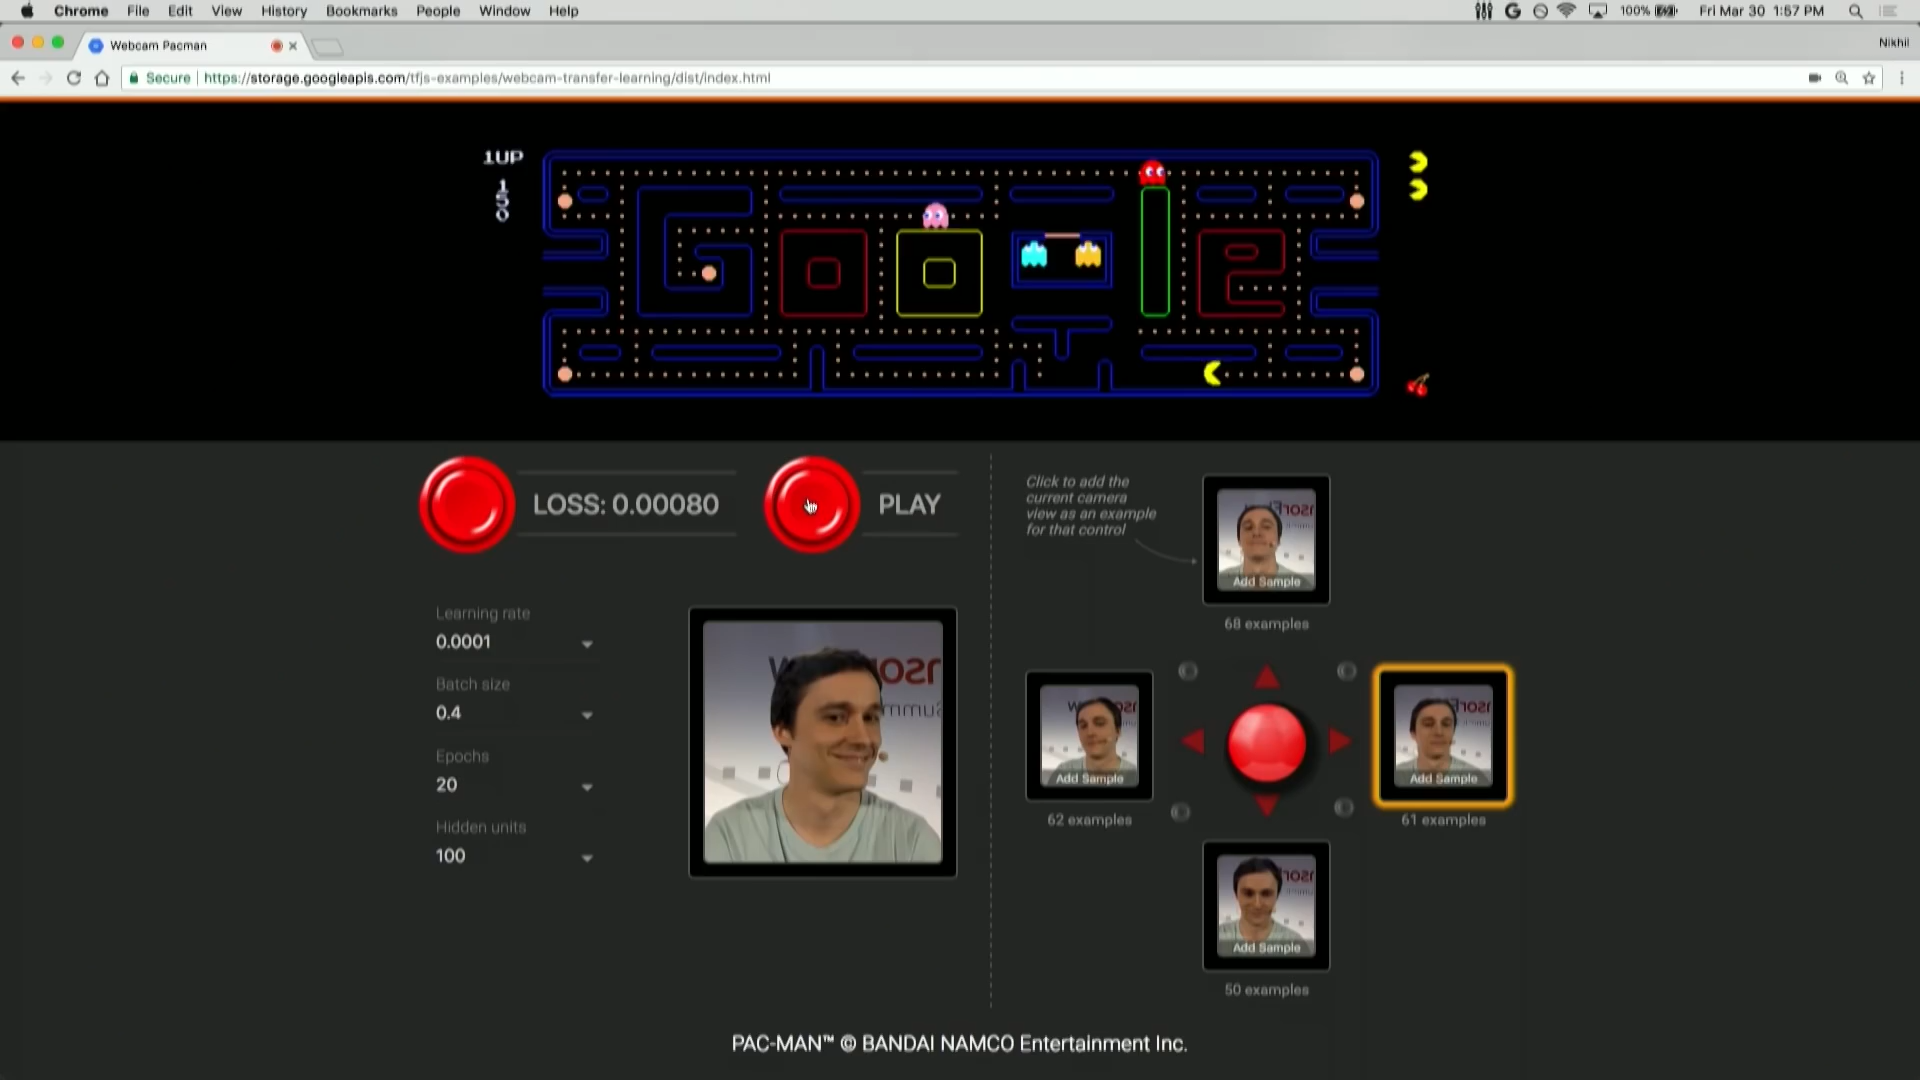 Chrome File Edit View History Bookmarks People Window Help
100% Fri Mar 30 1:57 PM
Webcam Pacman
Nikhil
Secure https://storage.googleapis.com/tfjs-examples/webcam-transfer-learning/dist/index.html
1UP
150
LOSS: 0.00080
PLAY
Click to add the
current camera
view as an example
for that control
Add Sample
68 examples
Learning rate
0.0001
Batch size
0.4
Epochs
20
Hidden units
100
Add Sample
62 examples
Add Sample
61 examples
Add Sample
50 examples
PAC-MAN™ © BANDAI NAMCO Entertainment Inc.